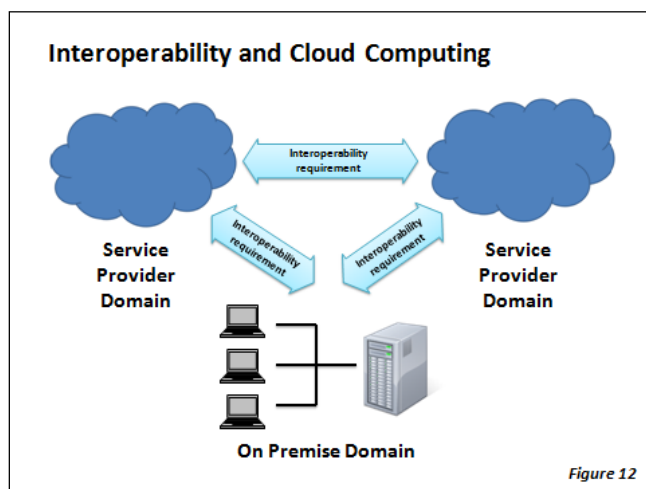 Interoperability and Cloud Computing
Interoperability
requirement
Interoperability
requirement
Interoperability
requirement
Service
Provider
Domain
Service
Provider
Domain
On Premise Domain
Figure 12